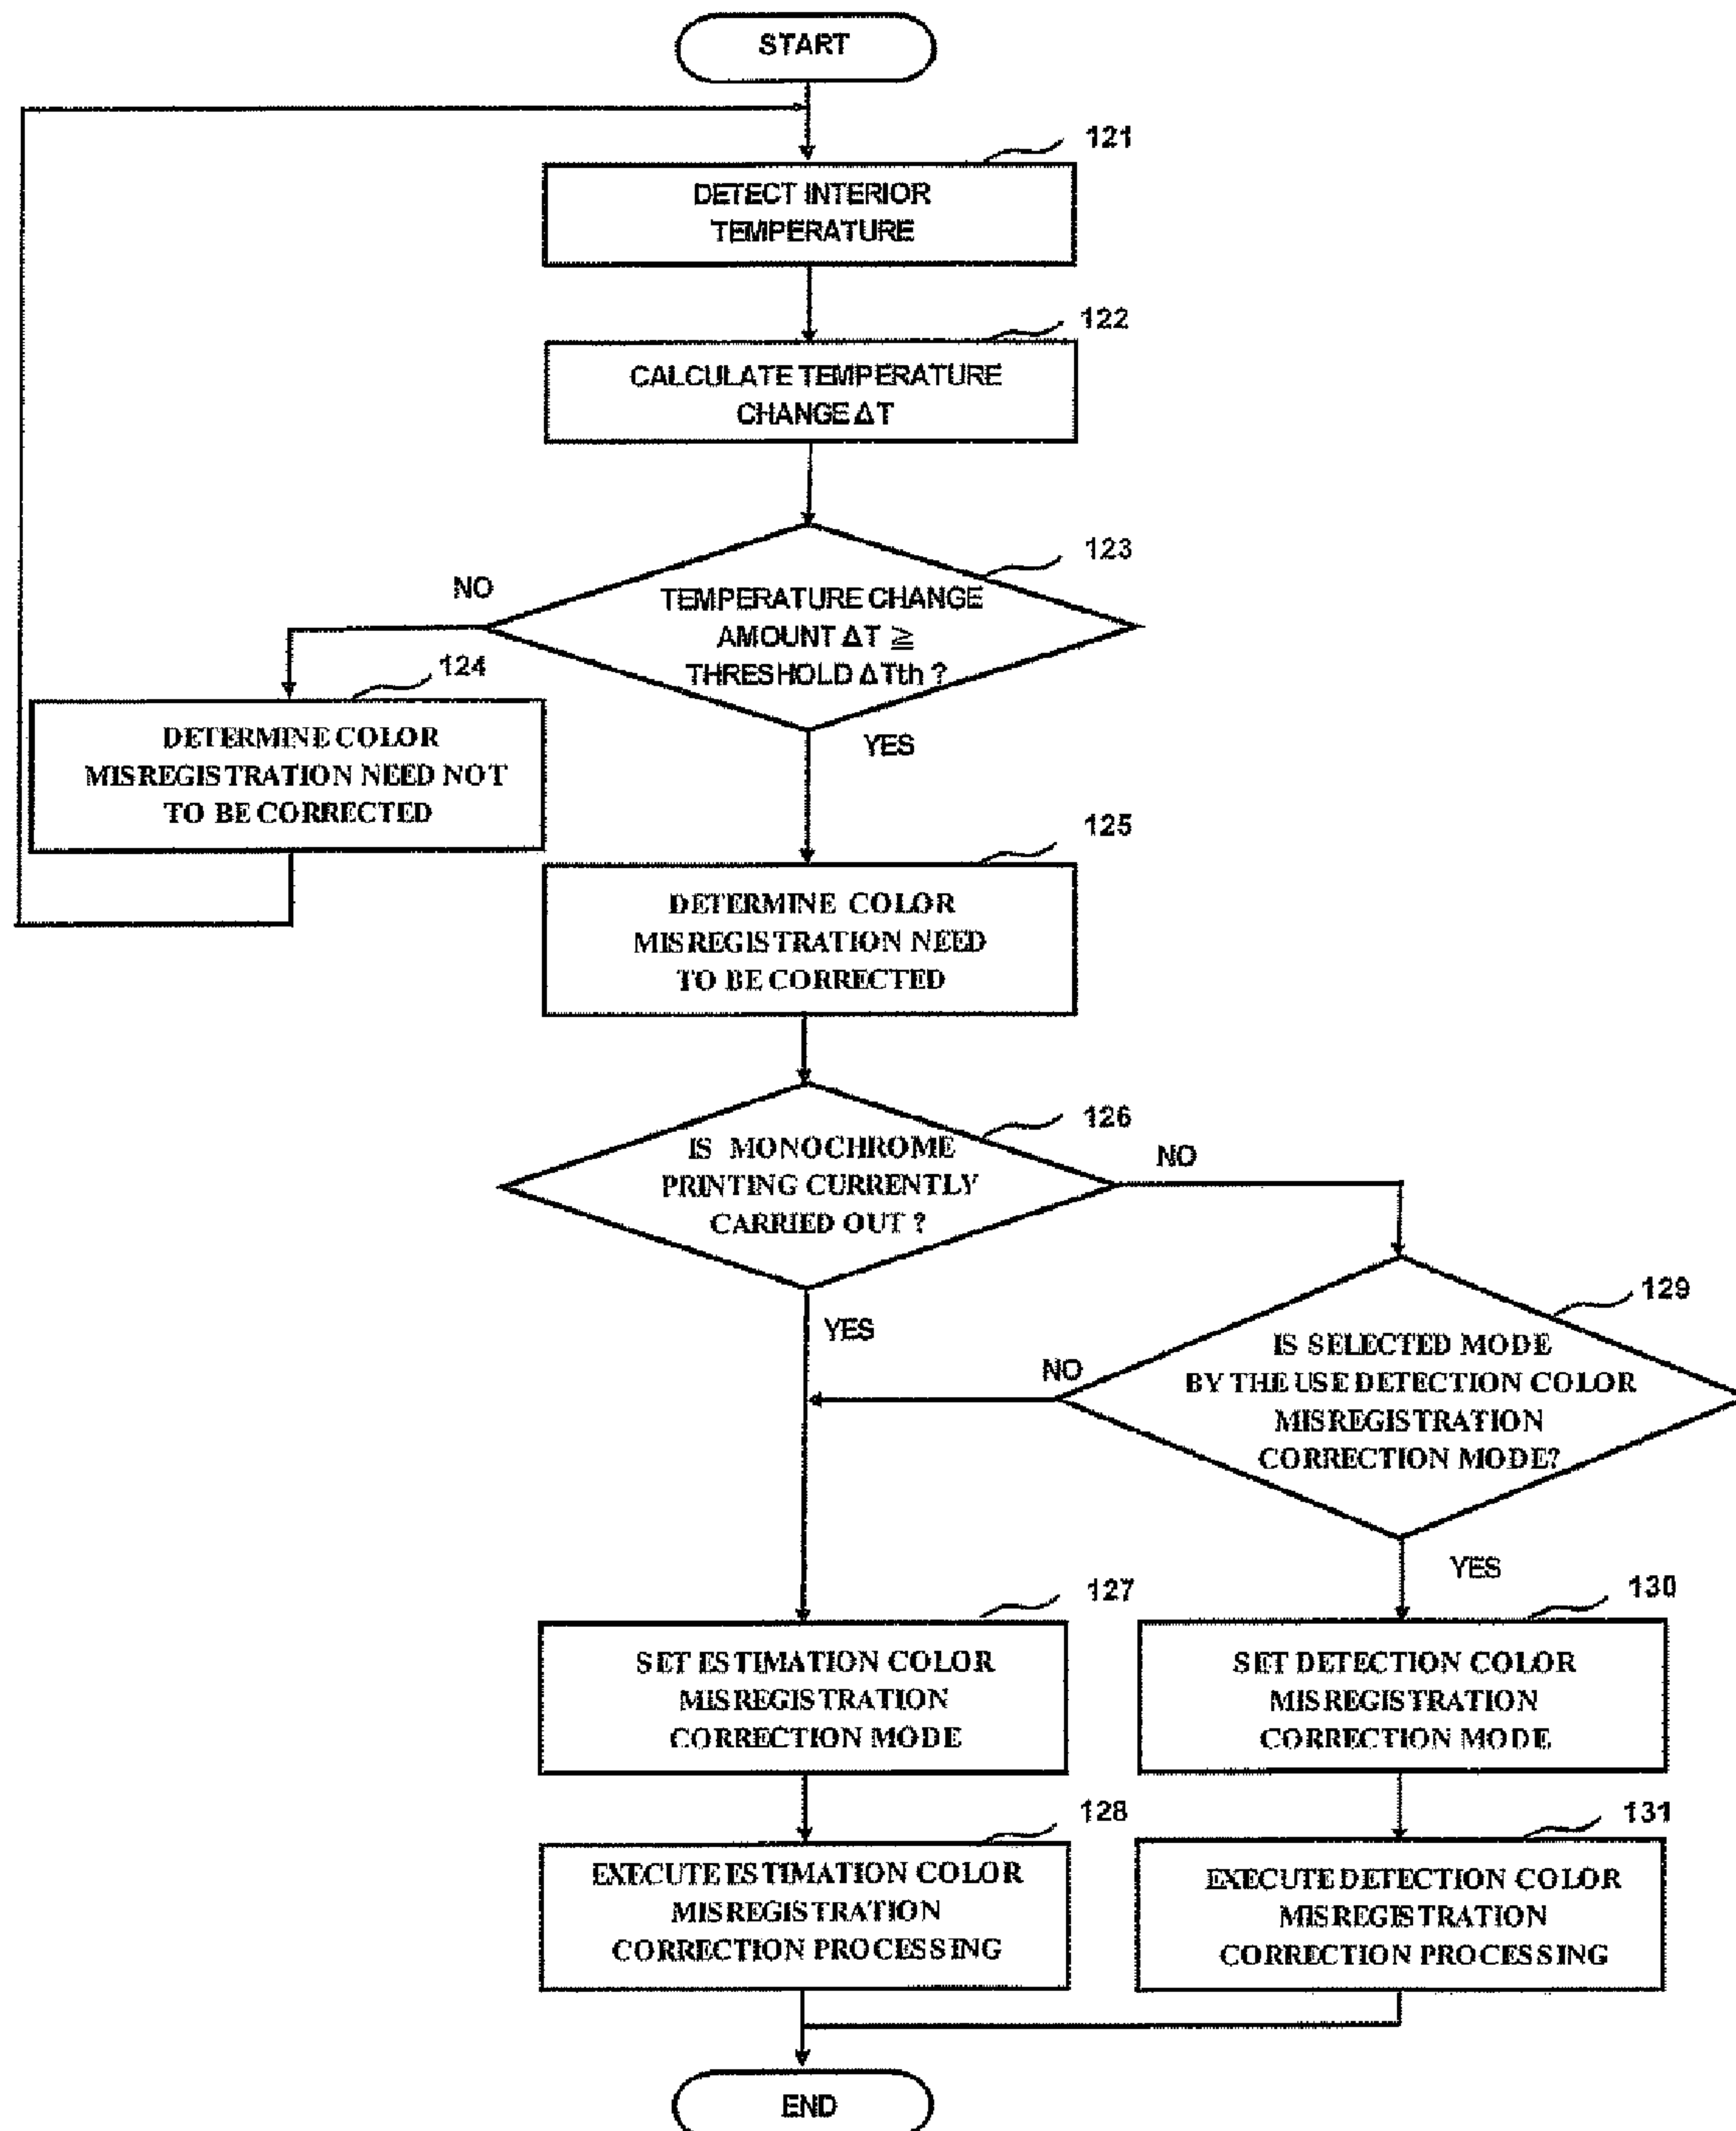 START
121
DETECT INTERIOR
TEMPERATURE
122
CALCULATE TEMPERATURE
CHANGE ΔT
123
NO
TEMPERATURE CHANGE
AMOUNT ΔT ≧
THRESHOLD ΔTth ?
124
YES
DETERMINE COLOR
MISREGISTRATION NEED NOT
TO BE CORRECTED
125
DETERMINE COLOR
MISREGISTRATION NEED
TO BE CORRECTED
126
IS MONOCHROME
PRINTING CURRENTLY
CARRIED OUT ?
NO
YES
129
IS SELECTED MODE
BY THE USE DETECTION COLOR
MISREGISTRATION
CORRECTION MODE?
NO
YES
127
SET ESTIMATION COLOR
MISREGISTRATION
CORRECTION MODE
130
SET DETECTION COLOR
MISREGISTRATION
CORRECTION MODE
128
EXECUTE ESTIMATION COLOR
MISREGISTRATION
CORRECTION PROCESSING
131
EXECUTE DETECTION COLOR
MISREGISTRATION
CORRECTION PROCESSING
END